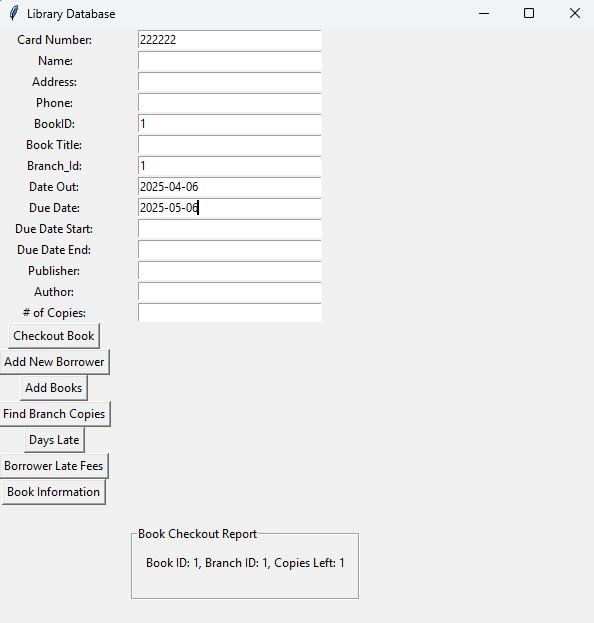 Library Database
Card Number: 222222
Name:
Address:
Phone:
BookID: 1
Book Title:
Branch_Id: 1
Date Out: 2025-04-06
Due Date: 2025-05-06
Due Date Start:
Due Date End:
Publisher:
Author:
# of Copies:
Checkout Book
Add New Borrower
Add Books
Find Branch Copies
Days Late
Borrower Late Fees
Book Information
Book Checkout Report
Book ID: 1, Branch ID: 1, Copies Left: 1